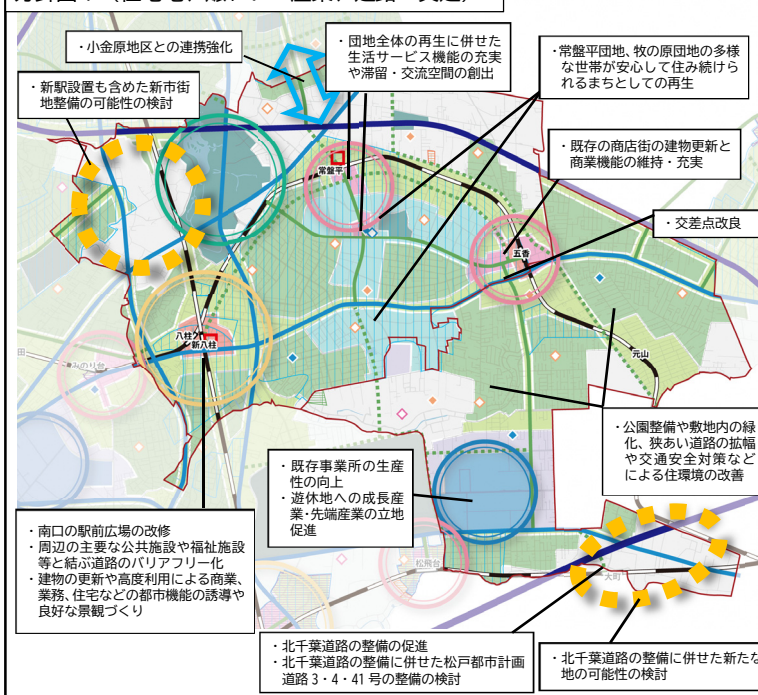 ・小金原地区との連携強化
・団地全体の再生に併せた
生活サービス機能の充実
や滞留・交流空間の創出
・常盤平団地、牧の原団地の多様
な世帯が安心して住み続けら
れるまちとしての再生
・新駅設置も含めた新市街
地整備の可能性の検討
・既存の商店街の建物更新と
商業機能の維持・充実
常盤平
・交差点改良
五香
八柱
新八柱
みのり台
元山
・公園整備や敷地内の緑
化、狭あい道路の拡幅
や交通安全対策など
による住環境の改善
・既存事業所の生産
性の向上
・遊休地への成長産
業・先端産業の立地
促進
・南口の駅前広場の改修
・周辺の主要な公共施設や福祉施設
等と結ぶ道路のバリアフリー化
・建物の更新や高度利用による商業、
業務、住宅などの都市機能の誘導や
良好な景観づくり
松飛台
大町
・北千葉道路の整備の促進
・北千葉道路の整備に併せた松戸都市計画
道路3・4・41号の整備の検討
・北千葉道路の整備に併せた新たな
地の可能性の検討